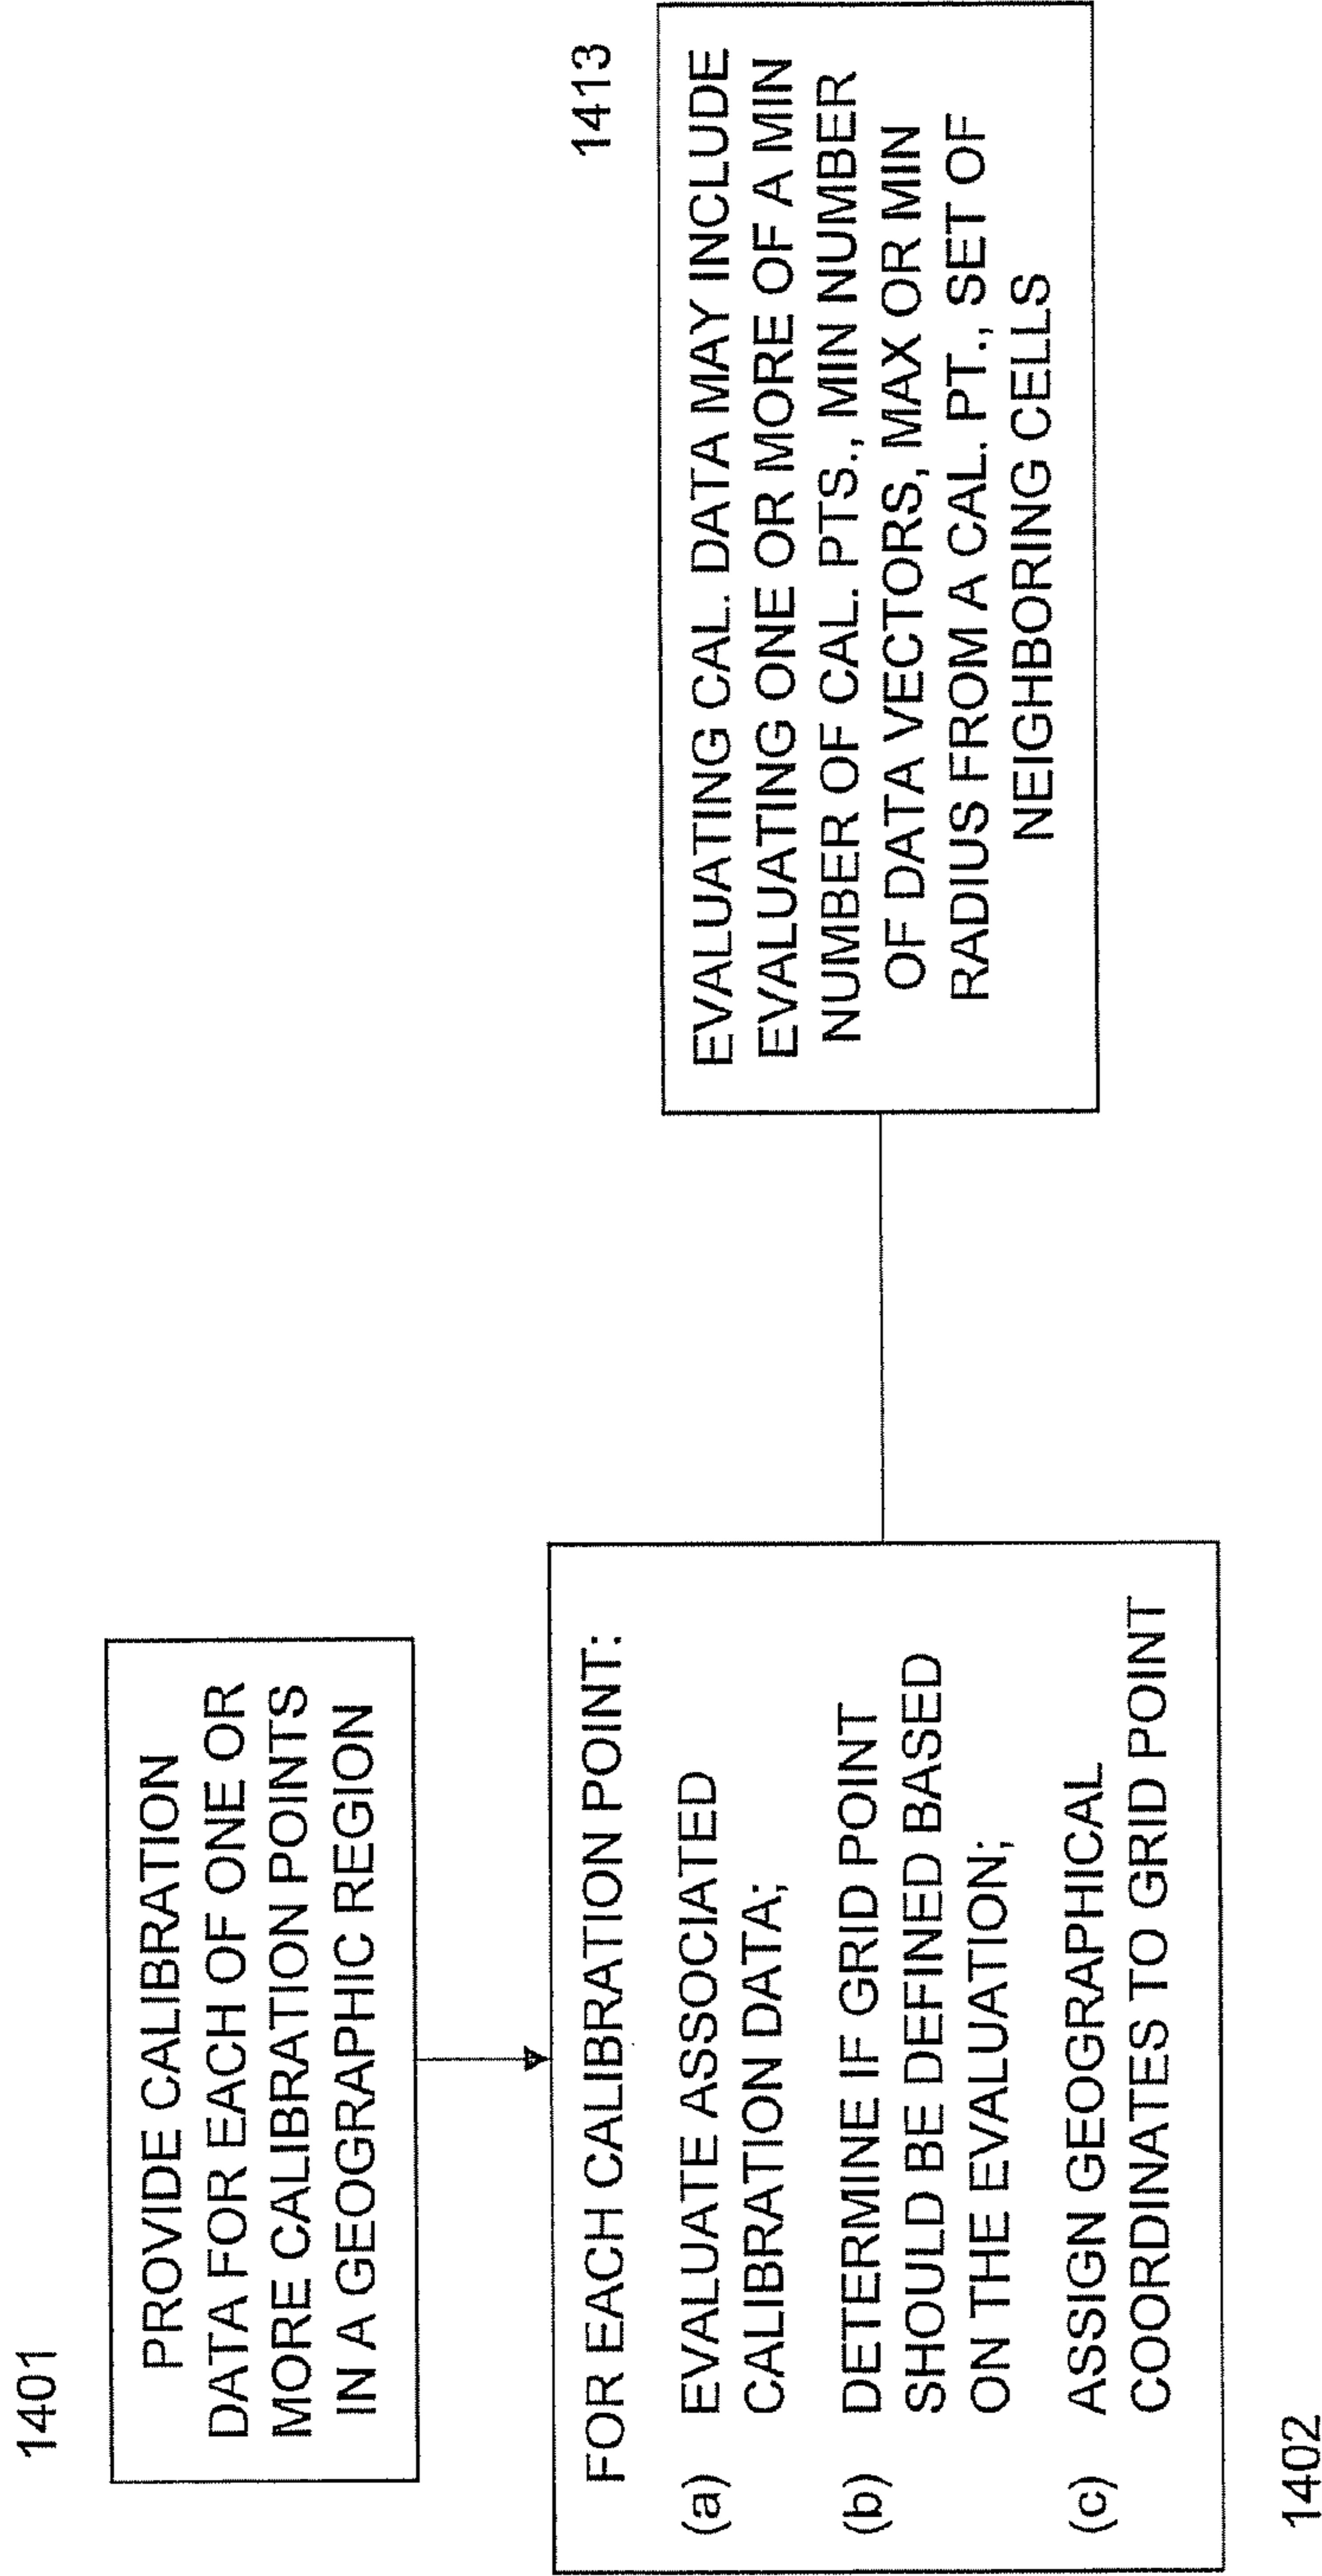 1401
PROVIDE CALIBRATION
DATA FOR EACH OF ONE OR
MORE CALIBRATION POINTS
IN A GEOGRAPHIC REGION
FOR EACH CALIBRATION POINT:
(a) EVALUATE ASSOCIATED
CALIBRATION DATA;
(b) DETERMINE IF GRID POINT
SHOULD BE DEFINED BASED
ON THE EVALUATION;
(c) ASSIGN GEOGRAPHICAL
COORDINATES TO GRID POINT
1402
1413
EVALUATING CAL. DATA MAY INCLUDE
EVALUATING ONE OR MORE OF A MIN
NUMBER OF CAL. PTS., MIN NUMBER
OF DATA VECTORS, MAX OR MIN
RADIUS FROM A CAL. PT., SET OF
NEIGHBORING CELLS